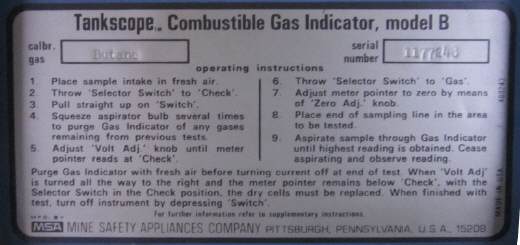 Tankscope™ Combustible Gas Indicator, model B
calbr. gas Butane
serial number 1177243
operating instructions
1. Place sample intake in fresh air.
2. Throw 'Selector Switch' to 'Check'.
3. Pull straight up on 'Switch'.
4. Squeeze aspirator bulb several times
to purge Gas Indicator of any gases
remaining from previous tests.
5. Adjust 'Volt Adj.' knob until meter
pointer reads at 'Check'.
6. Throw 'Selector Switch' to 'Gas'.
7. Adjust meter pointer to zero by means
of 'Zero Adj.' knob.
8. Place end of sampling line in the area
to be tested.
9. Aspirate sample through Gas Indicator
until highest reading is obtained. Cease
aspirating and observe reading.
Purge Gas Indicator with fresh air before turning current off at end of test. When 'Volt Adj'
is turned all the way to the right and the meter pointer remains below 'Check', with the
Selector Switch in the Check position, the dry cells must be replaced. When finished with
test, turn off instrument by depressing 'Switch'.
For further information refer to supplementary instructions.
MFG. BY
MSA MINE SAFETY APPLIANCES COMPANY PITTSBURGH, PENNSYLVANIA, U.S.A. 15208
MADE IN USA